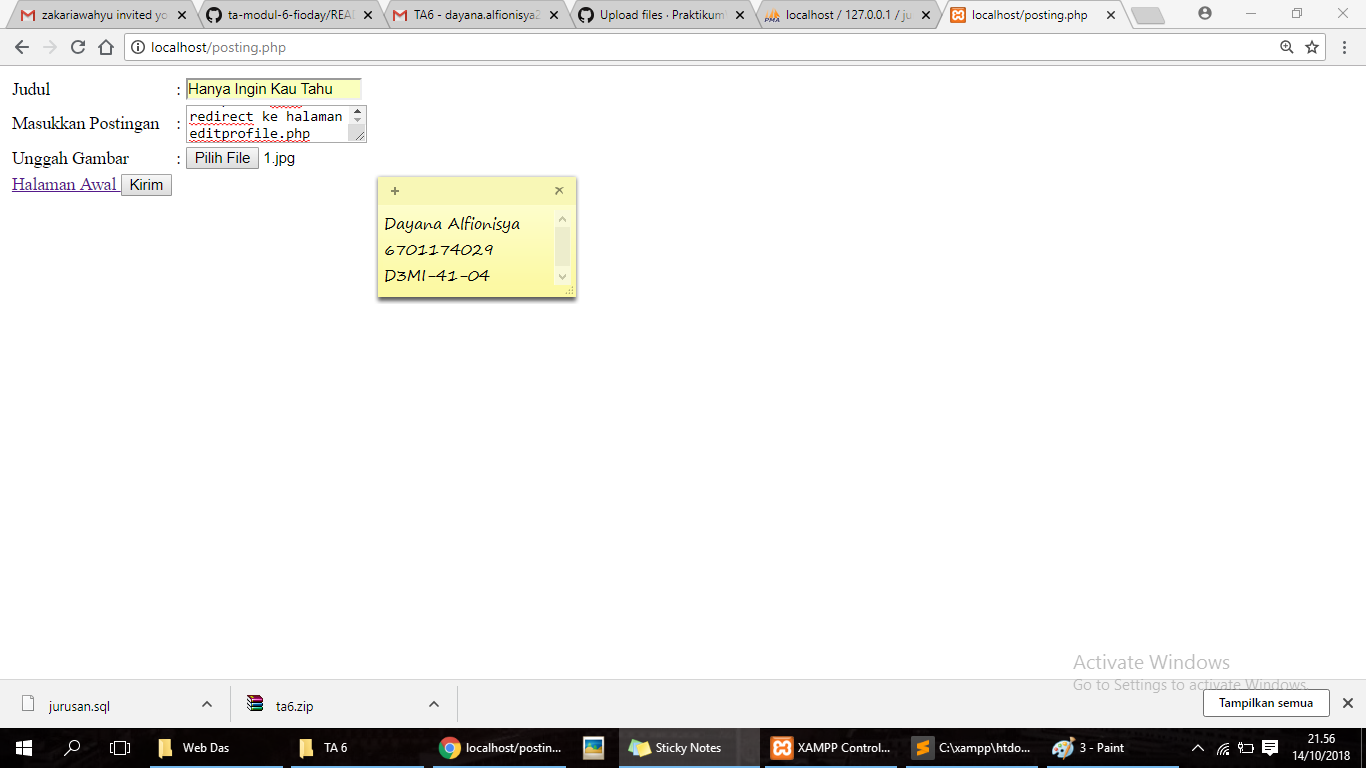 zakariawahyu invited yo
ta-modul-6-fioday/REA
TA6 - dayana.alfionisya2
Upload files · Praktikum
localhost / 127.0.0.1 / ju
localhost/posting.php
localhost/posting.php
Judul : Hanya Ingin Kau Tahu
Masukkan Postingan : redirect ke halaman
editprofile.php
Unggah Gambar : Pilih File 1.jpg
Halaman Awal Kirim
Dayana Alfionisya
6701174029
D3MI-41-04
Activate Windows
Go to Settings to activate Windows.
jurusan.sql
ta6.zip
Tampilkan semua
Web Das
TA 6
localhost/postin...
Sticky Notes
XAMPP Control...
C:\xampp\htdo...
3 - Paint
21.56
14/10/2018